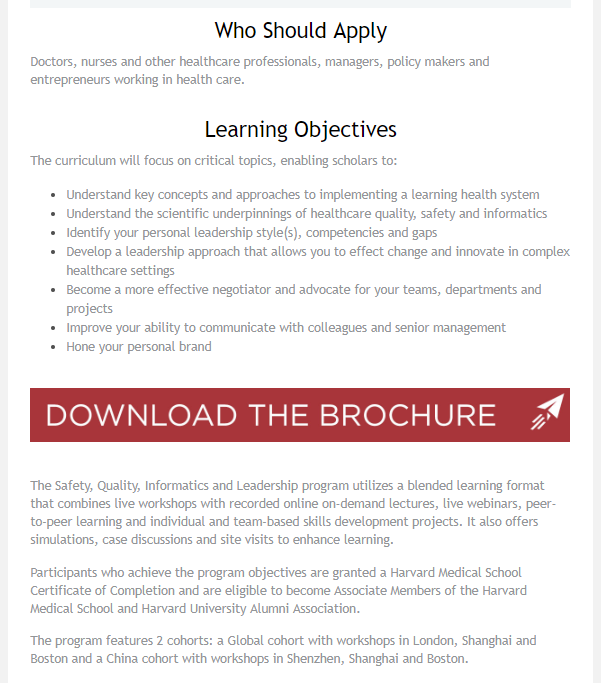 Who Should Apply
Doctors, nurses and other healthcare professionals, managers, policy makers and
entrepreneurs working in health care.
Learning Objectives
The curriculum will focus on critical topics, enabling scholars to:
• Understand key concepts and approaches to implementing a learning health system
• Understand the scientific underpinnings of healthcare quality, safety and informatics
• Identify your personal leadership style(s), competencies and gaps
• Develop a leadership approach that allows you to effect change and innovate in complex
healthcare settings
• Become a more effective negotiator and advocate for your teams, departments and
projects
• Improve your ability to communicate with colleagues and senior management
• Hone your personal brand
DOWNLOAD THE BROCHURE
The Safety, Quality, Informatics and Leadership program utilizes a blended learning format
that combines live workshops with recorded online on-demand lectures, live webinars, peer-
to-peer learning and individual and team-based skills development projects. It also offers
simulations, case discussions and site visits to enhance learning.
Participants who achieve the program objectives are granted a Harvard Medical School
Certificate of Completion and are eligible to become Associate Members of the Harvard
Medical School and Harvard University Alumni Association.
The program features 2 cohorts: a Global cohort with workshops in London, Shanghai and
Boston and a China cohort with workshops in Shenzhen, Shanghai and Boston.